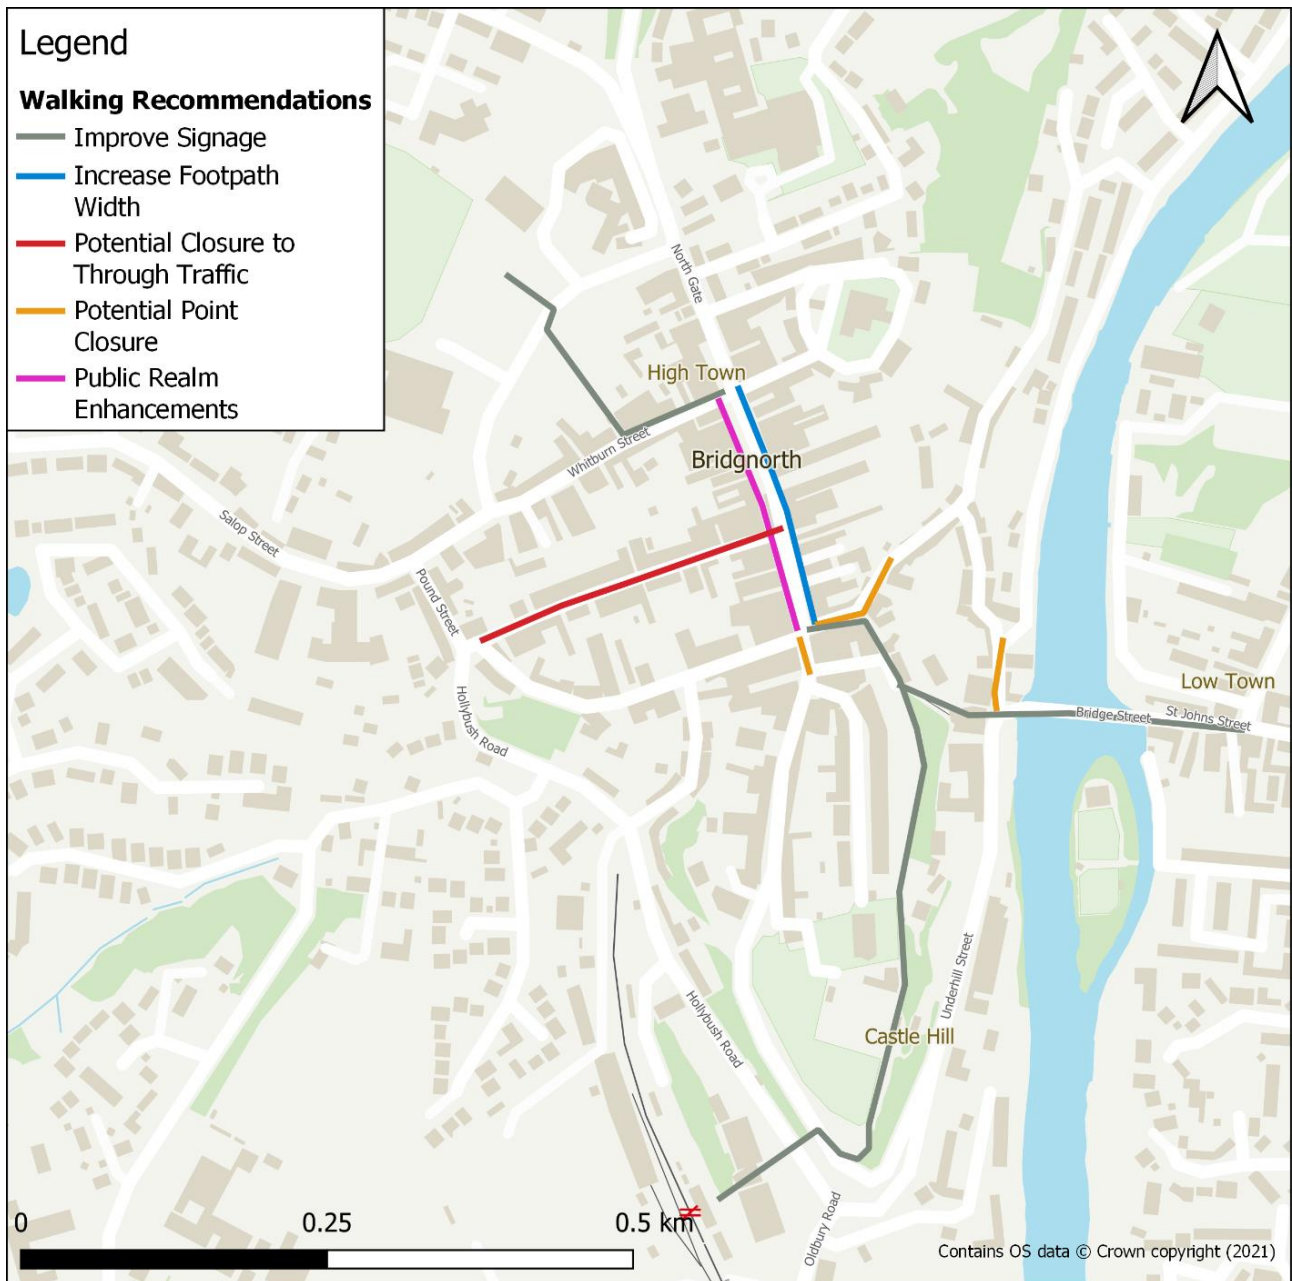 Legend
Walking Recommendations
Improve Signage
Increase Footpath
Width
Potential Closure to
Through Traffic
Potential Point
Closure
Public Realm
Enhancements
North Gate
High Town
Whitburn Street
Bridgnorth
Salop Street
Pound Street
Hollybush Road
Low Town
Bridge Street
St Johns Street
Underhill Street
Hollybush Road
Castle Hill
Oldbury Road
0
0.25
0.5 km
Contains OS data © Crown copyright (2021)